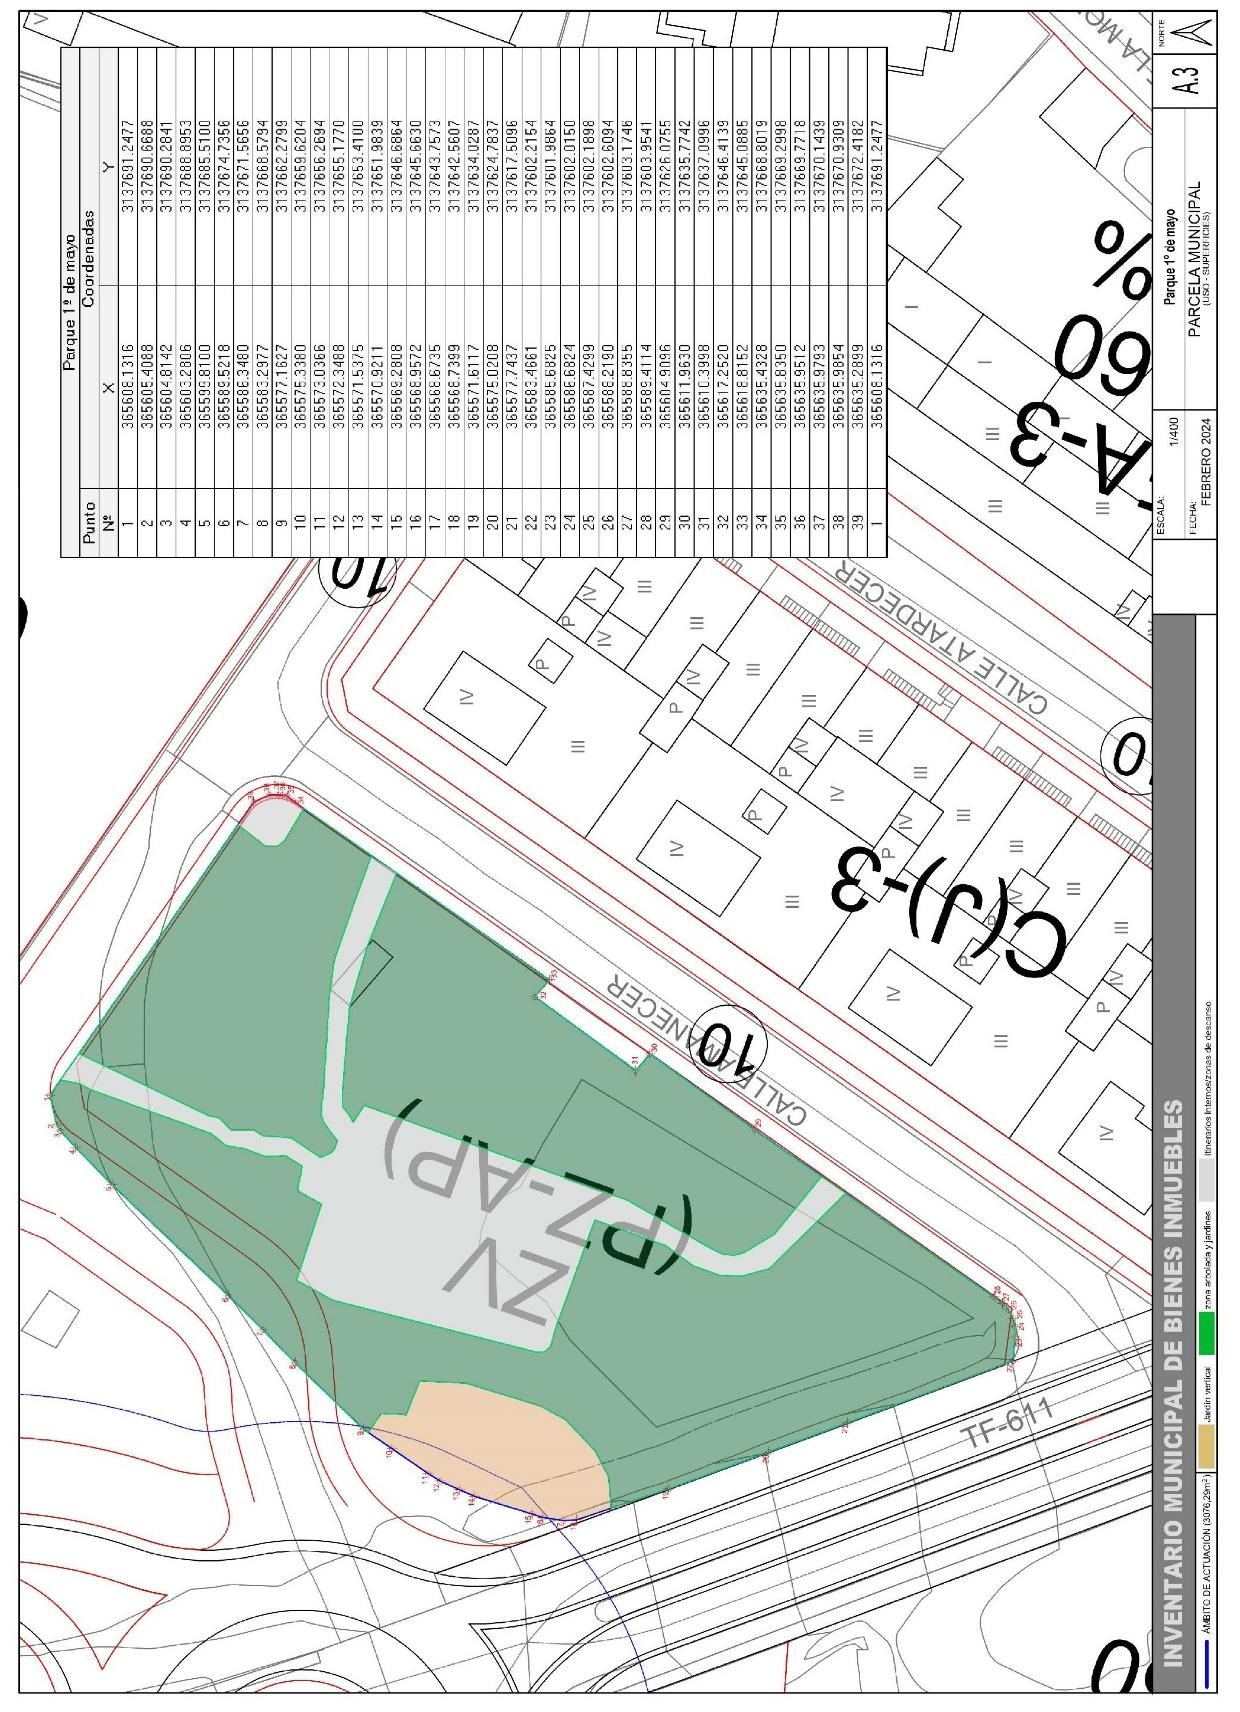 Parque 1º de mayo
Punto Coordenadas
Nº X Y
1 365608.1316 3137691.2477
2 365605.4088 3137690.6688
3 365604.8142 3137690.2841
4 365603.2806 3137688.8953
5 365599.8100 3137685.5100
6 365589.5218 3137674.7356
7 365586.3480 3137671.5656
8 365583.2977 3137668.5794
9 365577.1627 3137662.2799
10 365575.3380 3137659.6204
11 365573.0366 3137656.2694
12 365572.3488 3137655.1770
13 365571.5375 3137653.4100
14 365570.9211 3137651.9839
15 365569.2808 3137646.6864
16 365568.9572 3137645.6630
17 365568.6735 3137643.7573
18 365568.7399 3137642.5607
19 365571.6117 3137634.0287
20 365575.0208 3137624.7837
21 365577.7437 3137617.5096
22 365583.4661 3137602.2154
23 365585.6825 3137601.9864
24 365586.6824 3137602.0150
25 365587.4299 3137602.1898
26 365588.2190 3137602.6094
27 365588.8355 3137603.1746
28 365589.4114 3137603.9541
29 365604.9096 3137626.0755
30 365611.9630 3137635.7742
31 365610.3998 3137637.0996
32 365617.2520 3137646.4139
33 365618.8152 3137645.0885
34 365635.4328 3137668.8019
35 365635.8350 3137669.2998
36 365635.9512 3137669.7718
37 365635.9793 3137670.1439
38 365635.9854 3137670.9309
39 365635.2899 3137672.4182
1 365608.1316 3137691.2477
10
CALLE ATARDECER
10
C(J)-3
A-3
60
%
CALLE AMANECER
10
ZV
(PZ-AP)
TF-611
INVENTARIO MUNICIPAL DE BIENES INMUEBLES
ÁMBITO DE ACTUACIÓN (3076,29m²)
Jardín vertical
zona arbolada y jardines
Itinerarios internos/zonas de descanso
ESCALA: 1/400
FECHA: FEBRERO 2024
Parque 1º de mayo
PARCELA MUNICIPAL
(USO - SUPERFICIES)
A.3
NORTE